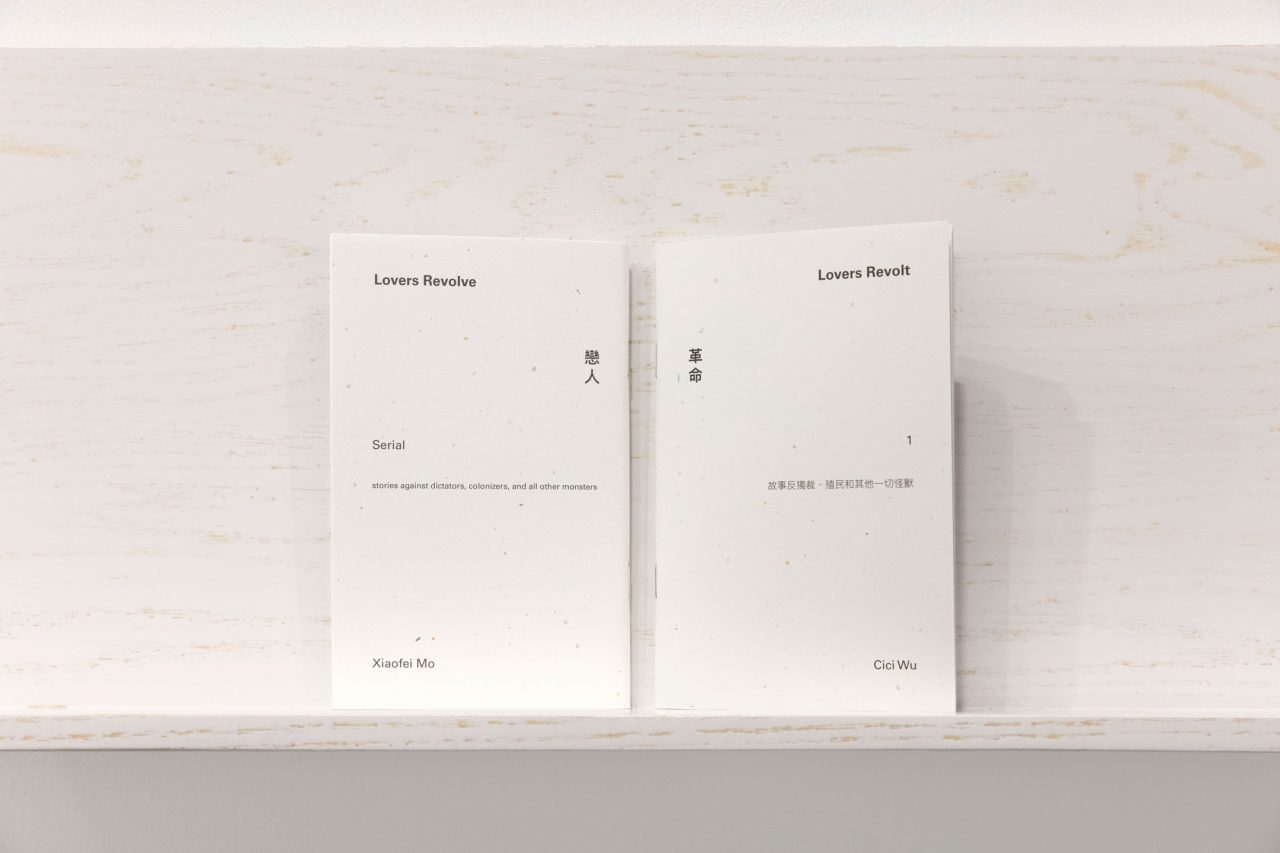 Lovers Revolve
戀人
Serial
stories against dictators, colonizers, and all other monsters
Xiaofei Mo
Lovers Revolt
革命
1
故事反獨裁、殖民和其他一切怪獸
Cici Wu